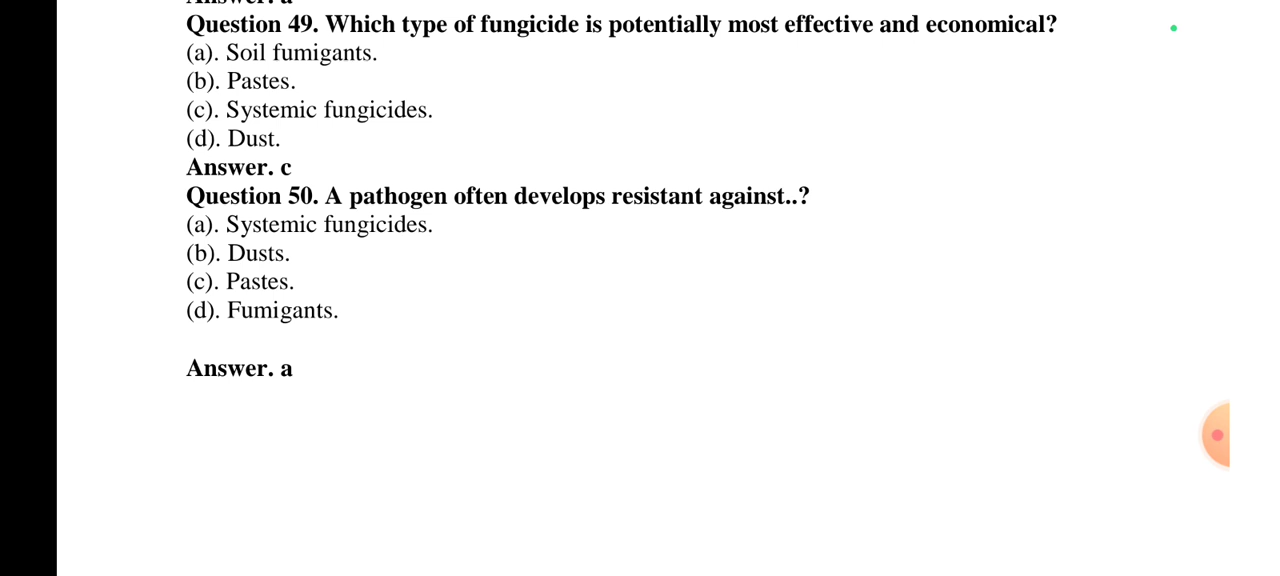 Question 49. Which type of fungicide is potentially most effective and economical?
(a). Soil fumigants.
(b). Pastes.
(c). Systemic fungicides.
(d). Dust.
Answer. c
Question 50. A pathogen often develops resistant against..?
(a). Systemic fungicides.
(b). Dusts.
(c). Pastes.
(d). Fumigants.
Answer. a